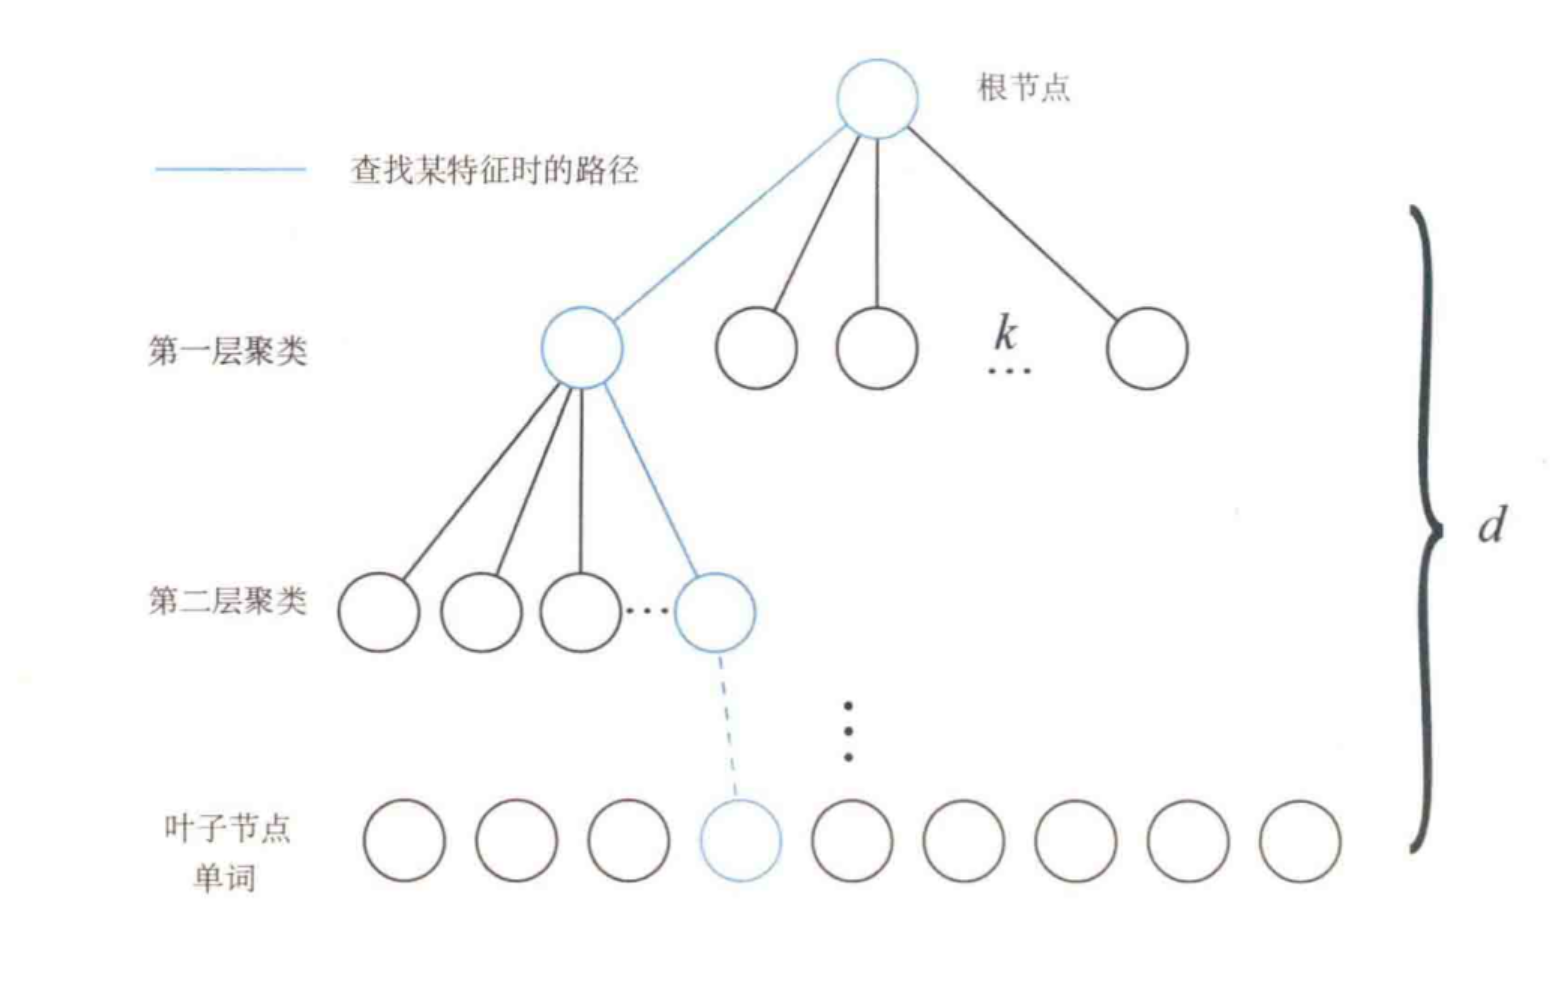 根节点
查找某特征时的路径
第一层聚类
k
...
d
第二层聚类
...
叶子节点
单词